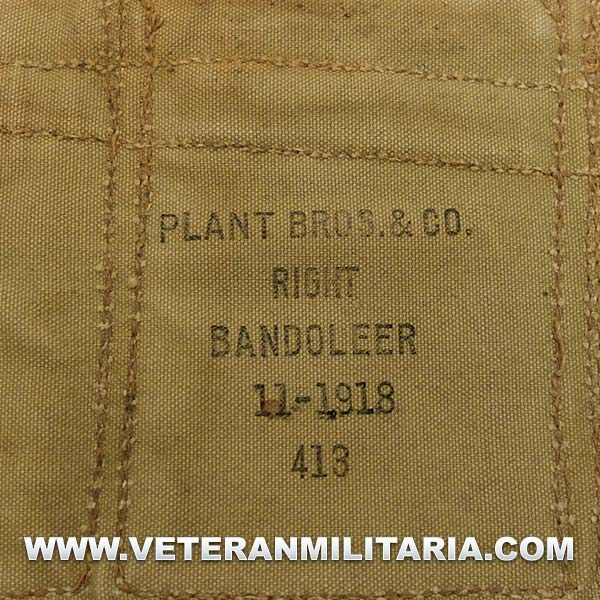 PLANT BROS. & CO.
RIGHT
BANDOLEER
11-1918
413
WWW.VETERANMILITARIA.COM